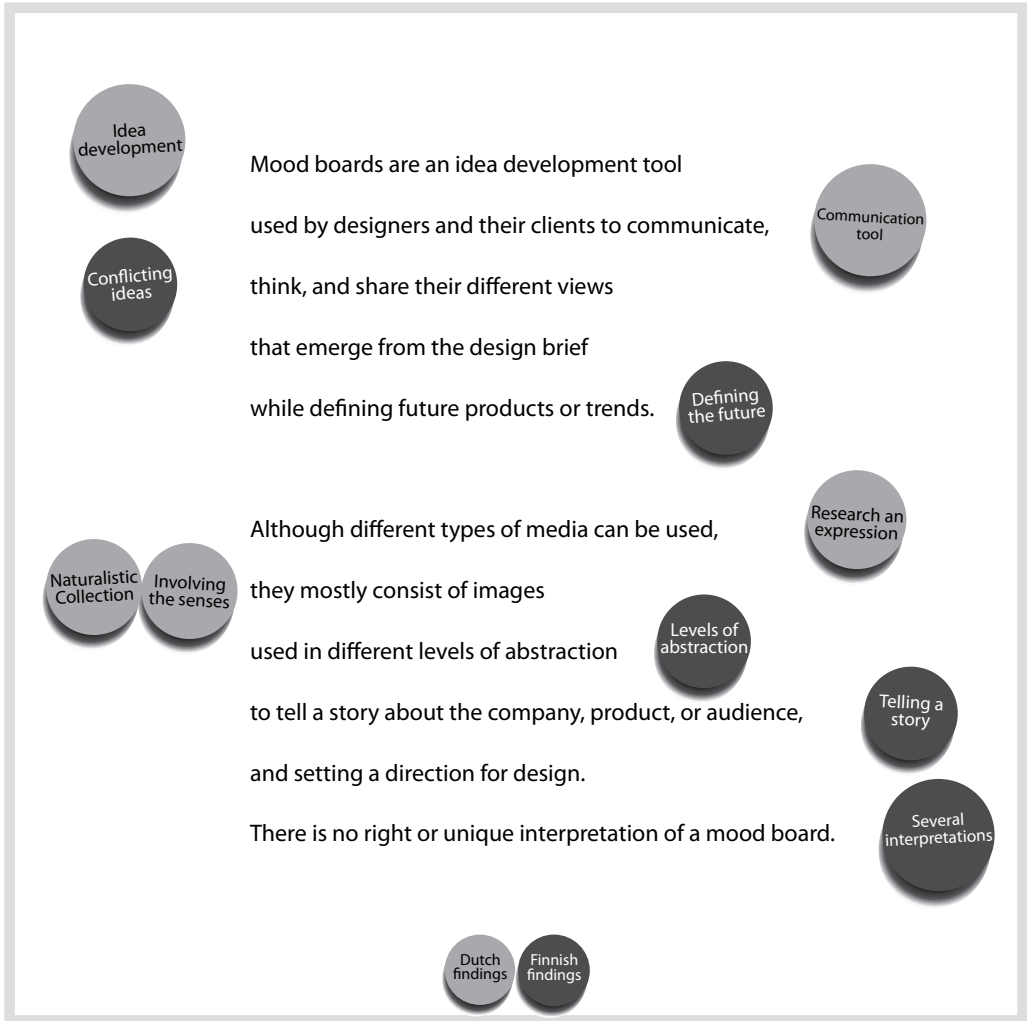 Idea
development
Mood boards are an idea development tool
Communication
tool
used by designers and their clients to communicate,
Conflicting
ideas
think, and share their different views
that emerge from the design brief
while defining future products or trends.
Defining
the future
Although different types of media can be used,
Research an
expression
Naturalistic
Collection
Involving
the senses
they mostly consist of images
used in different levels of abstraction
Levels of
abstraction
to tell a story about the company, product, or audience,
Telling a
story
and setting a direction for design.
There is no right or unique interpretation of a mood board.
Several
interpretations
Dutch
findings
Finnish
findings